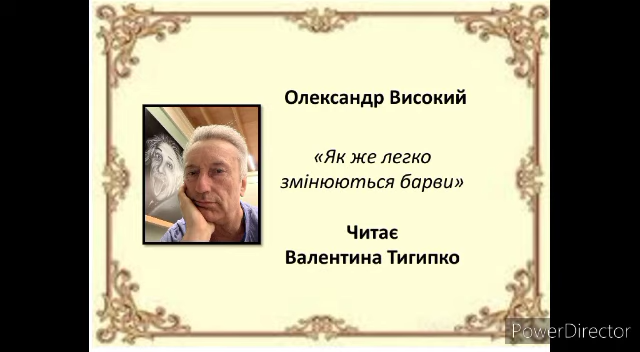 Олександр Високий
«Як же легко
змінюються барви»
Читає
Валентина Тигипко
PowerDirector